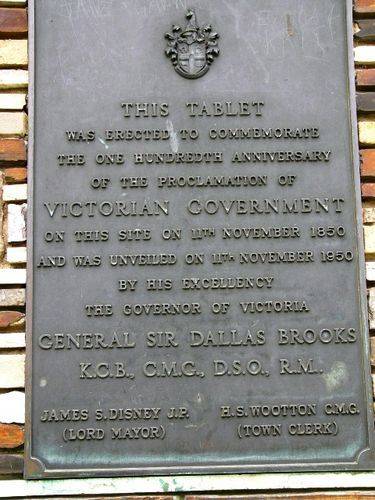 THIS TABLET
WAS ERECTED TO COMMEMORATE
THE ONE HUNDREDTH ANNIVERSARY
OF THE PROCLAMATION OF
VICTORIAN GOVERNMENT
ON THIS SITE ON 11TH NOVEMBER 1850
AND WAS UNVEILED ON 11TH NOVEMBER 1950
BY HIS EXCELLENCY
THE GOVERNOR OF VICTORIA
GENERAL SIR DALLAS BROOKS
K.C.B., C.M.G., D.S.O., R.M..
JAMES S. DISNEY J.P. H.S. WOOTTON C.M.G.
(LORD MAYOR) (TOWN CLERK)